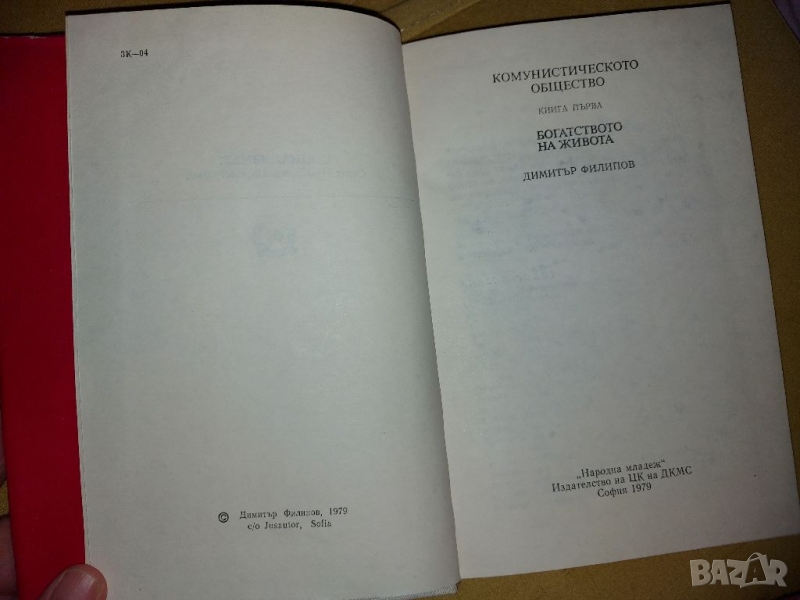 ЗК—04
© Димитър Филипов, 1979
c/o Jusautor, Sofia
КОМУНИСТИЧЕСКОТО
ОБЩЕСТВО
КНИГА ПЪРВА
БОГАТСТВОТО
НА ЖИВОТА
ДИМИТЪР ФИЛИПОВ
„Народна младеж“
Издателство на ЦК на ДКМС
София 1979
BAZAR